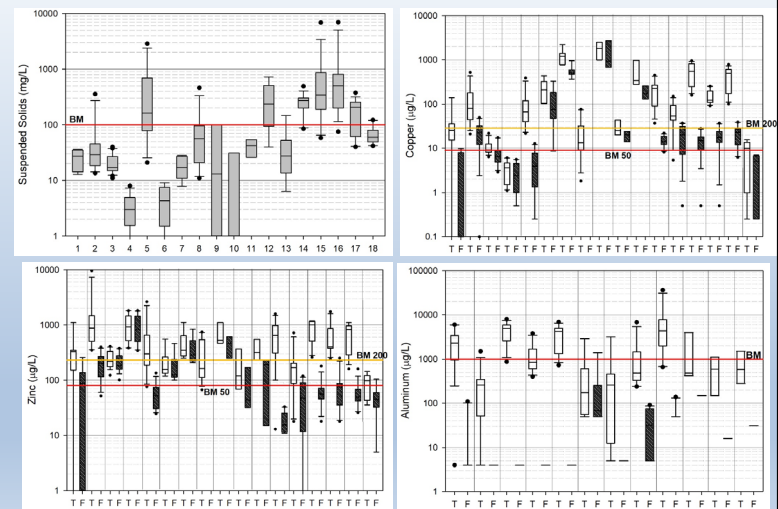 Suspended Solids (mg/L)
10000
1000
100
10
1
BM
1 2 3 4 5 6 7 8 9 10 11 12 13 14 15 16 17 18
Copper (µg/L)
10000
1000
100
10
1
0.1
BM 200
BM 50
T F T F T F T F T F T F T F T F T F T F T F T F T F T F T F T F T F
Zinc (µg/L)
10000
1000
100
10
1
BM 200
BM 50
T F T F T F T F T F T F T F T F T F T F T F T F T F T F T F T F T F
Aluminum (µg/L)
100000
10000
1000
100
10
1
BM
T F T F T F T F T F T F T F T F T F T F T F T F